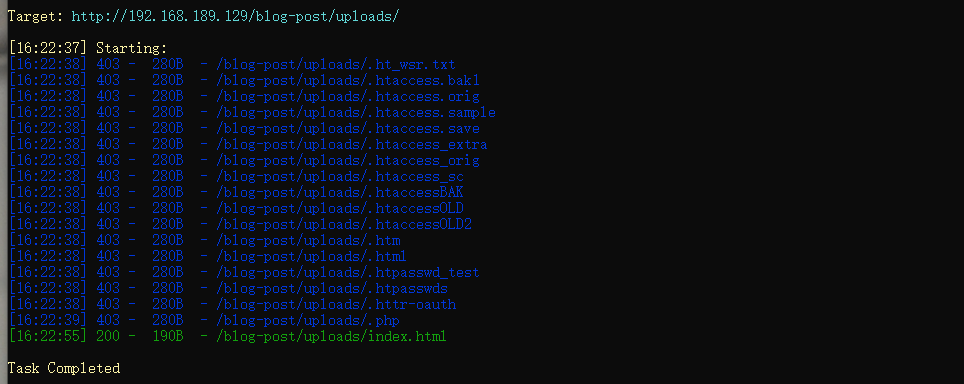 Target: http://192.168.189.129/blog-post/uploads/
[16:22:37] Starting:
[16:22:38] 403 -  280B  - /blog-post/uploads/.ht_wsr.txt
[16:22:38] 403 -  280B  - /blog-post/uploads/.htaccess.bak1
[16:22:38] 403 -  280B  - /blog-post/uploads/.htaccess.orig
[16:22:38] 403 -  280B  - /blog-post/uploads/.htaccess.sample
[16:22:38] 403 -  280B  - /blog-post/uploads/.htaccess.save
[16:22:38] 403 -  280B  - /blog-post/uploads/.htaccess_extra
[16:22:38] 403 -  280B  - /blog-post/uploads/.htaccess_orig
[16:22:38] 403 -  280B  - /blog-post/uploads/.htaccess_sc
[16:22:38] 403 -  280B  - /blog-post/uploads/.htaccessBAK
[16:22:38] 403 -  280B  - /blog-post/uploads/.htaccessOLD
[16:22:38] 403 -  280B  - /blog-post/uploads/.htaccessOLD2
[16:22:38] 403 -  280B  - /blog-post/uploads/.htm
[16:22:38] 403 -  280B  - /blog-post/uploads/.html
[16:22:38] 403 -  280B  - /blog-post/uploads/.htpasswd_test
[16:22:38] 403 -  280B  - /blog-post/uploads/.htpasswds
[16:22:38] 403 -  280B  - /blog-post/uploads/.httr-oauth
[16:22:39] 403 -  280B  - /blog-post/uploads/.php
[16:22:55] 200 -  190B  - /blog-post/uploads/index.html
Task Completed